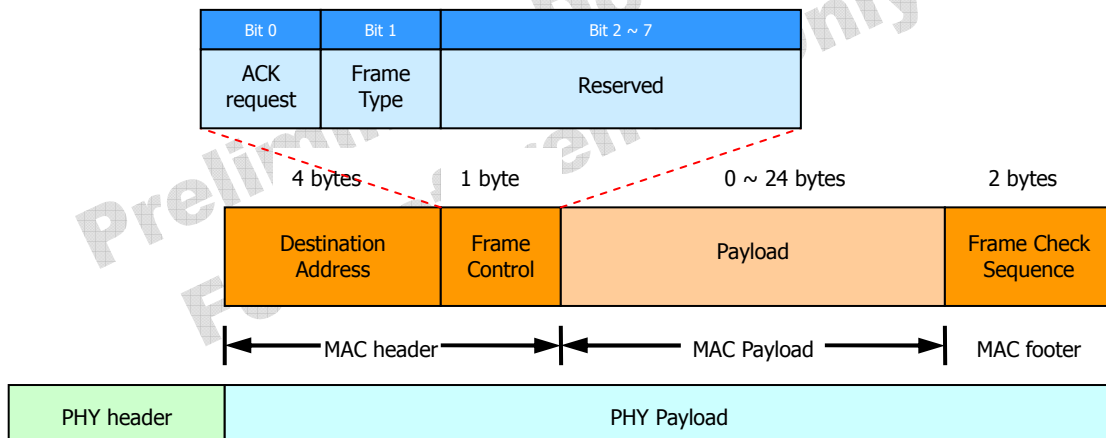 Bit 0 Bit 1 Bit 2 ~ 7
ACK request Frame Type Reserved
4 bytes 1 byte 0 ~ 24 bytes 2 bytes
Destination Address Frame Control Payload Frame Check Sequence
MAC header MAC Payload MAC footer
PHY header PHY Payload